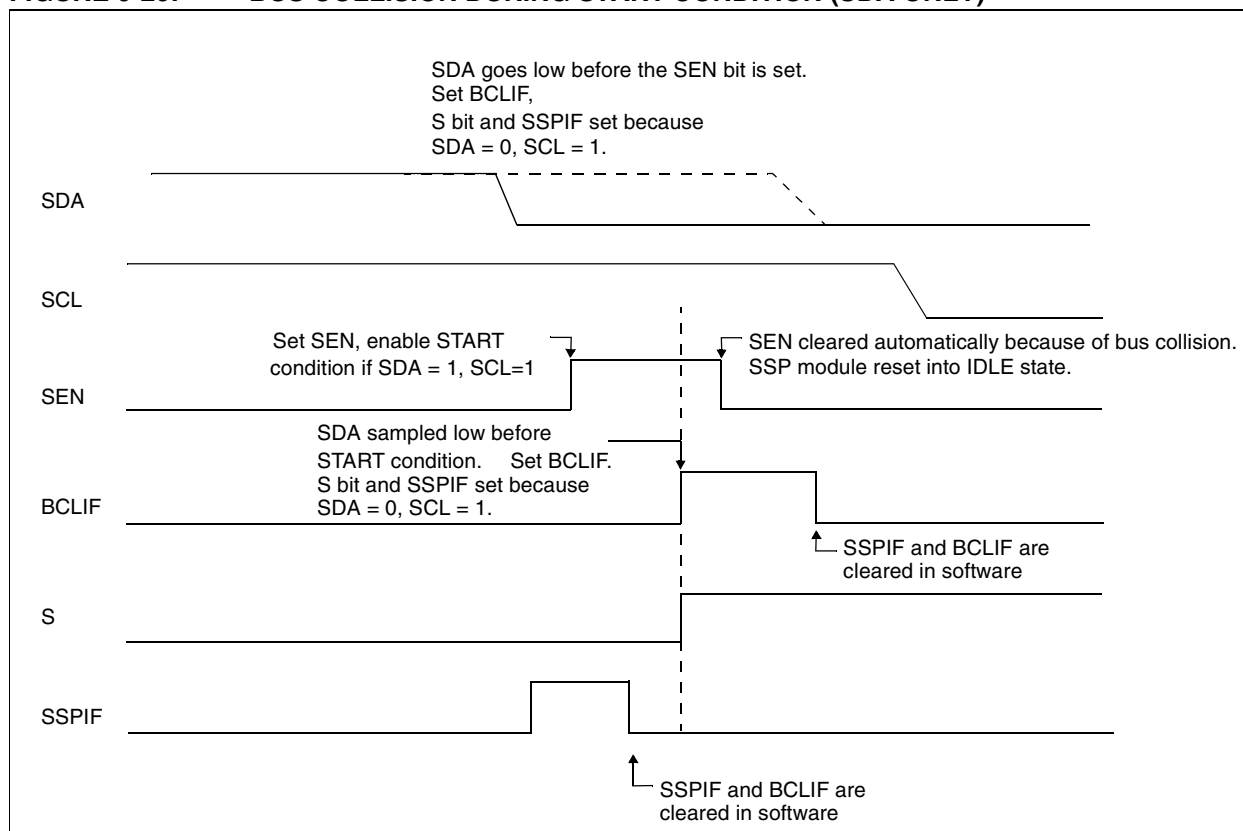 SDA goes low before the SEN bit is set.
Set BCLIF,
S bit and SSPIF set because
SDA = 0, SCL = 1.
SDA
SCL
Set SEN, enable START
condition if SDA = 1, SCL=1
SEN cleared automatically because of bus collision.
SSP module reset into IDLE state.
SEN
SDA sampled low before
START condition. Set BCLIF.
S bit and SSPIF set because
SDA = 0, SCL = 1.
BCLIF
SSPIF and BCLIF are
cleared in software
S
SSPIF
SSPIF and BCLIF are
cleared in software